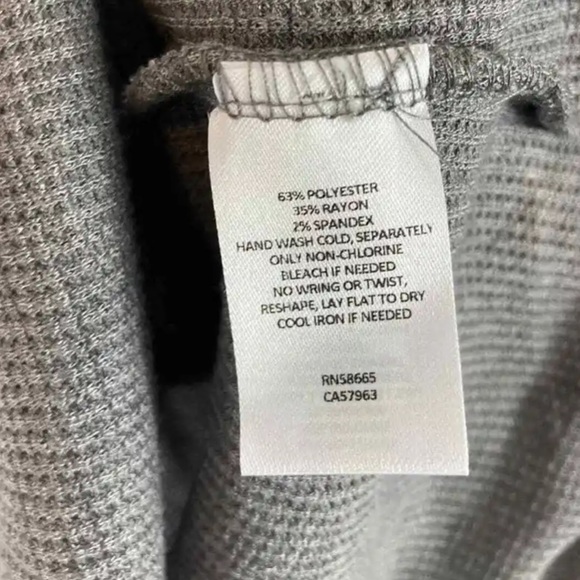 63% POLYESTER
35% RAYON
2% SPANDEX
HAND WASH COLD, SEPARATELY
ONLY NON-CHLORINE
BLEACH IF NEEDED
NO WRING OR TWIST,
RESHAPE, LAY FLAT TO DRY
COOL IRON IF NEEDED
RN58665
CA57963